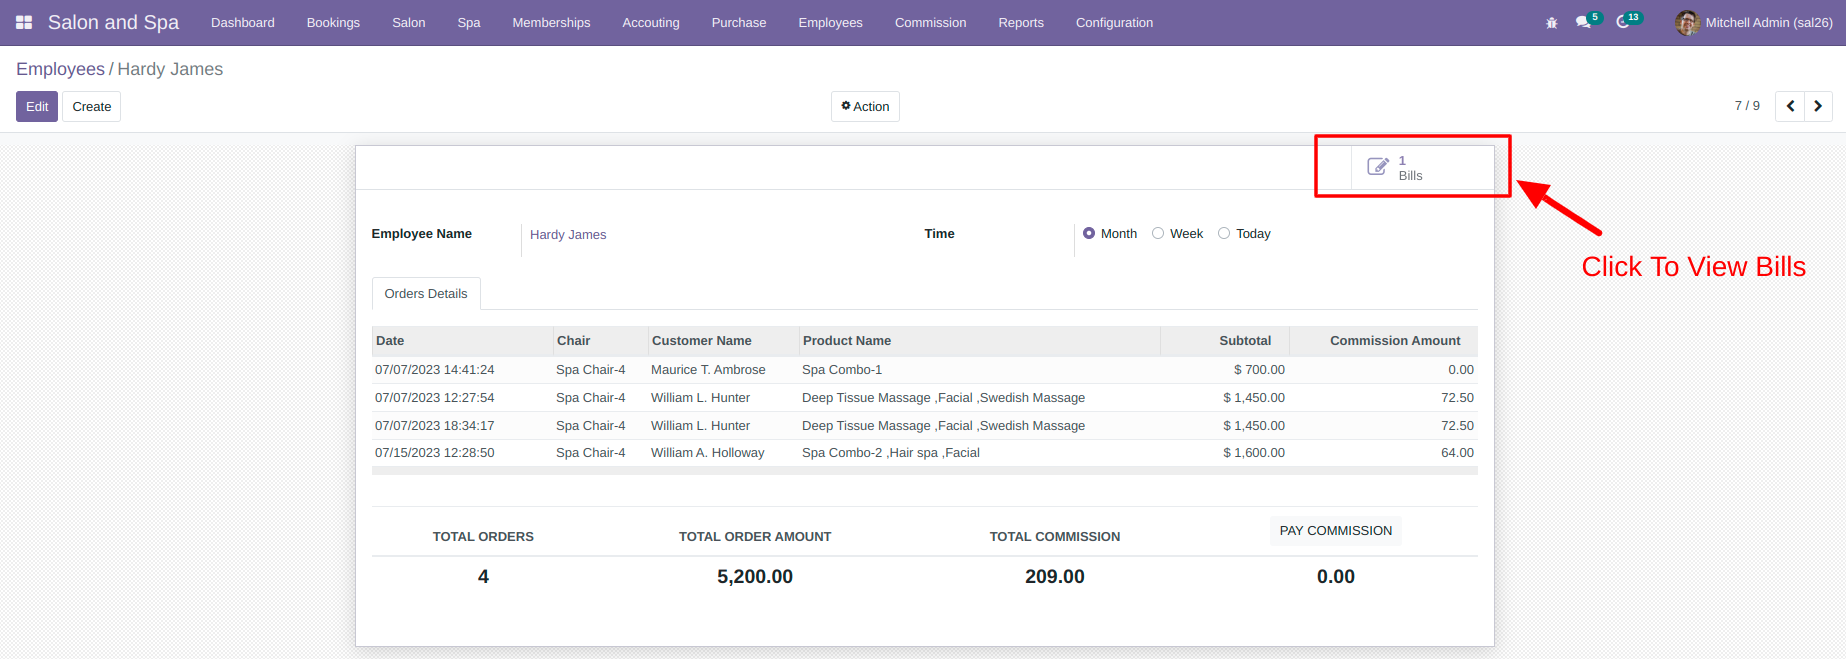 Salon and Spa Dashboard Bookings Salon Spa Memberships Accouting Purchase Employees Commission Reports Configuration 5 13 Mitchell Admin (sal26)
Employees / Hardy James
Edit Create Action 7 / 9
1
Bills
Click To View Bills
Employee Name Hardy James Time Month Week Today
Orders Details
Date Chair Customer Name Product Name Subtotal Commission Amount
07/07/2023 14:41:24 Spa Chair-4 Maurice T. Ambrose Spa Combo-1 $ 700.00 0.00
07/07/2023 12:27:54 Spa Chair-4 William L. Hunter Deep Tissue Massage ,Facial ,Swedish Massage $ 1,450.00 72.50
07/07/2023 18:34:17 Spa Chair-4 William L. Hunter Deep Tissue Massage ,Facial ,Swedish Massage $ 1,450.00 72.50
07/15/2023 12:28:50 Spa Chair-4 William A. Holloway Spa Combo-2 ,Hair spa ,Facial $ 1,600.00 64.00
TOTAL ORDERS TOTAL ORDER AMOUNT TOTAL COMMISSION PAY COMMISSION
4 5,200.00 209.00 0.00